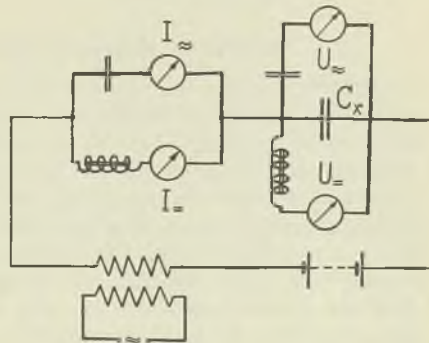 I≈
U≈
Cx
I=
U=
≈